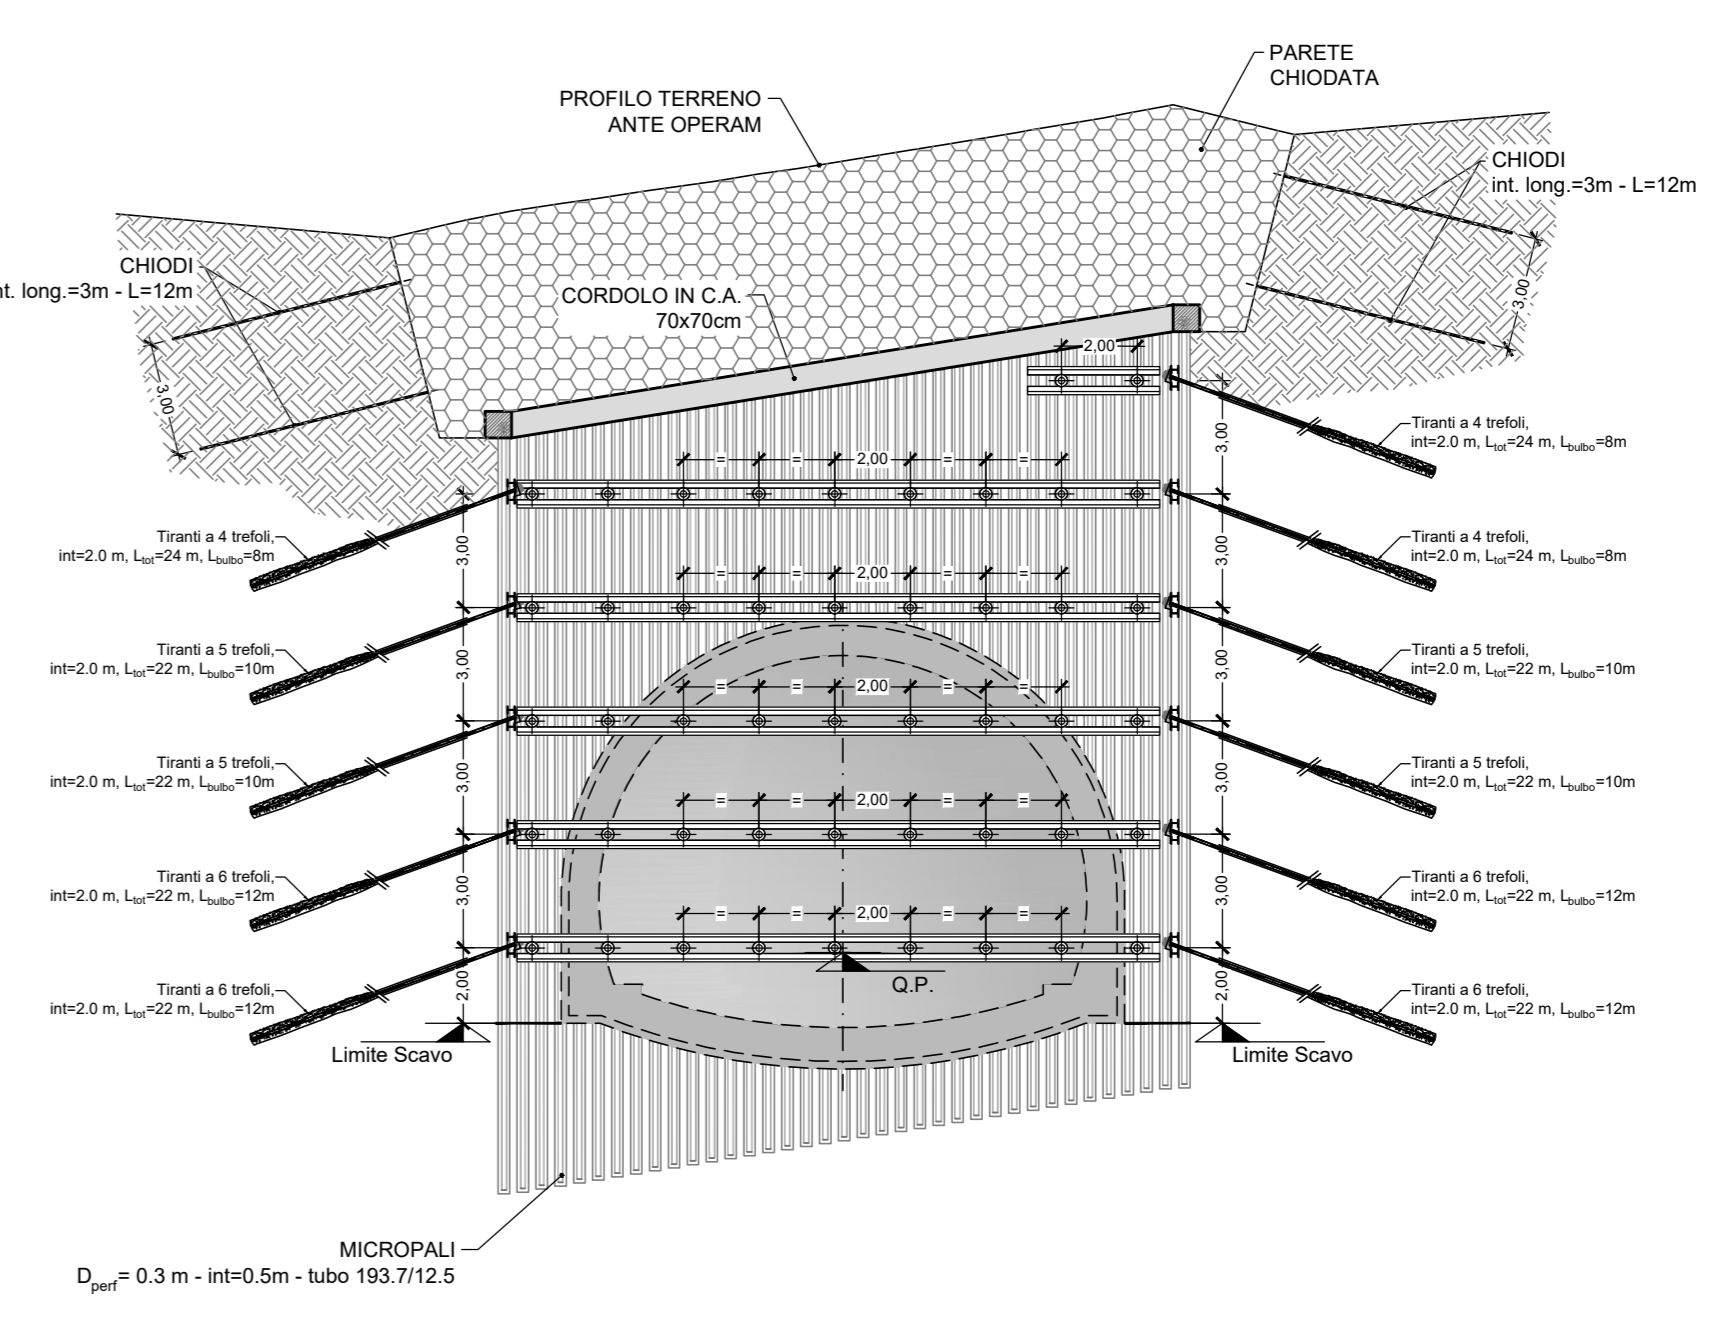 PARETE
CHIODATA
PROFILO TERRENO
ANTE OPERAM
CHIODI
int. long.=3m - L=12m
CHIODI
nt. long.=3m - L=12m
CORDOLO IN C.A.
70x70cm
3,00
3,00
2,00
3,00
Tiranti a 4 trefoli,
int=2.0 m, Ltot=24 m, Lbulbo=8m
= = 2,00 = =
Tiranti a 4 trefoli,
int=2.0 m, Ltot=24 m, Lbulbo=8m
3,00
3,00
Tiranti a 4 trefoli,
int=2.0 m, Ltot=24 m, Lbulbo=8m
= = 2,00 = =
Tiranti a 5 trefoli,
int=2.0 m, Ltot=22 m, Lbulbo=10m
3,00
3,00
Tiranti a 5 trefoli,
int=2.0 m, Ltot=22 m, Lbulbo=10m
= = 2,00 = =
Tiranti a 5 trefoli,
int=2.0 m, Ltot=22 m, Lbulbo=10m
3,00
3,00
Tiranti a 5 trefoli,
int=2.0 m, Ltot=22 m, Lbulbo=10m
= = 2,00 = =
Tiranti a 6 trefoli,
int=2.0 m, Ltot=22 m, Lbulbo=12m
3,00
3,00
Tiranti a 6 trefoli,
int=2.0 m, Ltot=22 m, Lbulbo=12m
= = 2,00 = =
Tiranti a 6 trefoli,
int=2.0 m, Ltot=22 m, Lbulbo=12m
2,00
Q.P.
2,00
Tiranti a 6 trefoli,
int=2.0 m, Ltot=22 m, Lbulbo=12m
Limite Scavo
Limite Scavo
MICROPALI
Dperf= 0.3 m - int=0.5m - tubo 193.7/12.5